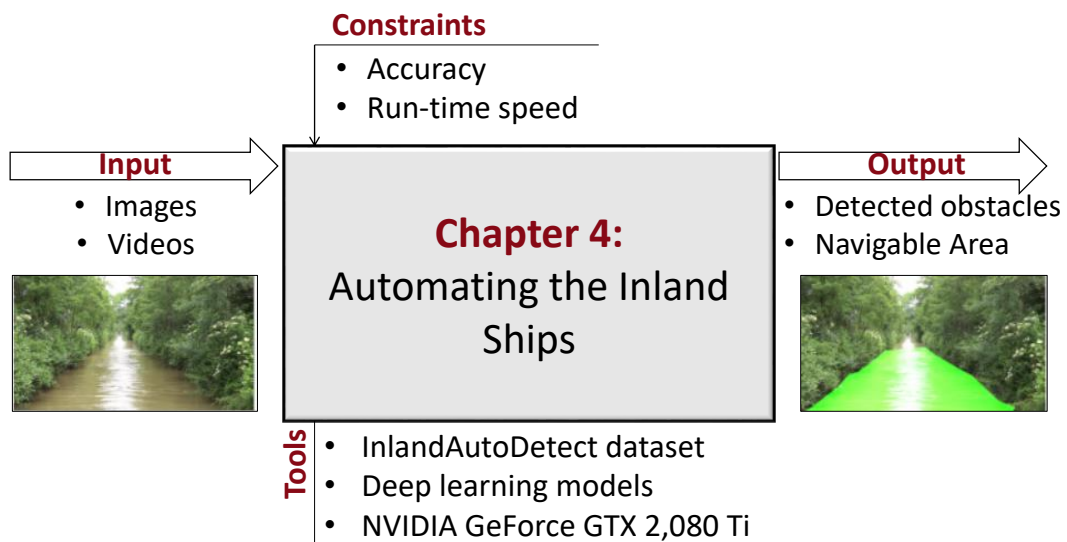 Constraints
• Accuracy
• Run-time speed
Input
• Images
• Videos
Chapter 4:
Automating the Inland
Ships
Output
• Detected obstacles
• Navigable Area
Tools
• InlandAutoDetect dataset
• Deep learning models
• NVIDIA GeForce GTX 2,080 Ti